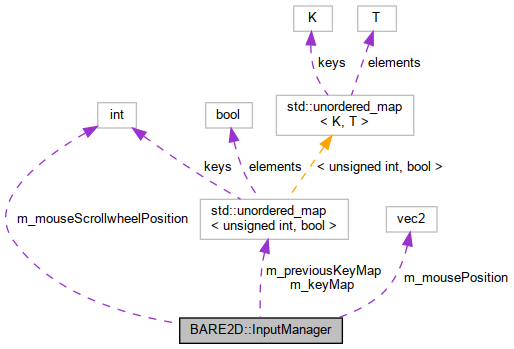 K
T
keys
elements
std::unordered_map
< K, T >
int
bool
keys
elements
< unsigned int, bool >
m_mouseScrollwheelPosition
std::unordered_map
< unsigned int, bool >
vec2
m_previousKeyMap
m_keyMap
m_mousePosition
BARE2D::InputManager